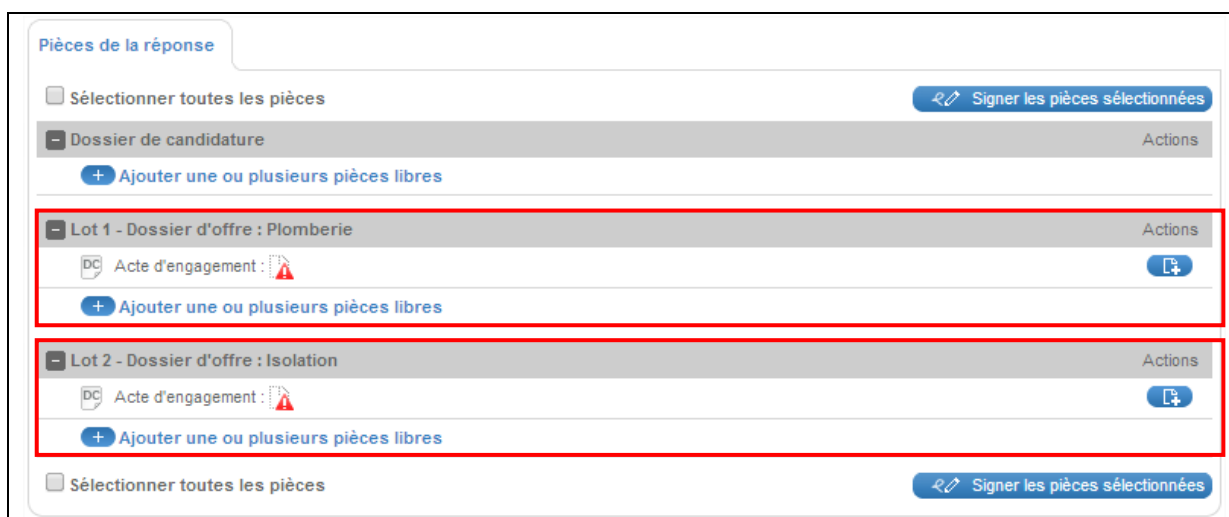 Pièces de la réponse
Sélectionner toutes les pièces Signer les pièces sélectionnées
Dossier de candidature Actions
Ajouter une ou plusieurs pièces libres
Lot 1 - Dossier d'offre : Plomberie Actions
DC Acte d'engagement :
Ajouter une ou plusieurs pièces libres
Lot 2 - Dossier d'offre : Isolation Actions
DC Acte d'engagement :
Ajouter une ou plusieurs pièces libres
Sélectionner toutes les pièces Signer les pièces sélectionnées